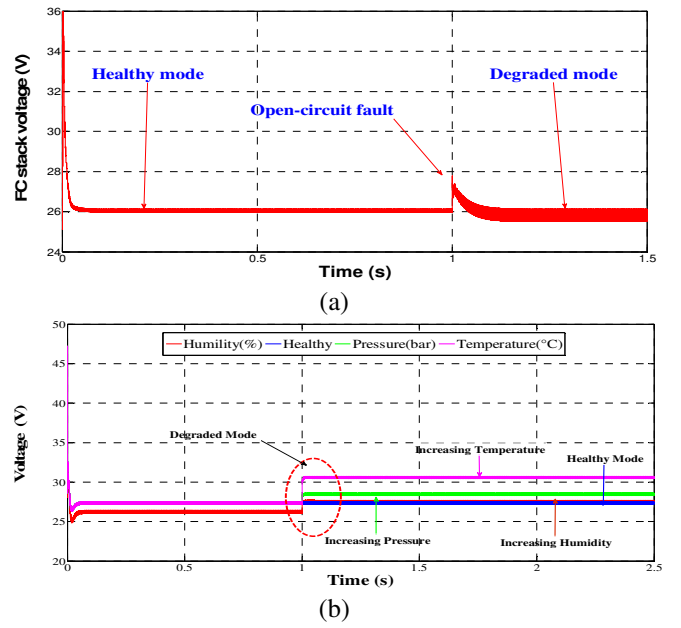 36
34
32
30
28
26
24
FC stack voltage (V)
Healthy mode
Degraded mode
Open-circuit fault
0
0.5
1
1.5
Time (s)
(a)
50
45
40
35
30
25
20
Voltage (V)
Humidity(%) Healthy Pressure(bar) Temperature(°C)
Degraded Mode
Increasing Temperature
Healthy Mode
Increasing Pressure
Increasing Humidity
0
0.5
1
1.5
2
2.5
Time (s)
(b)